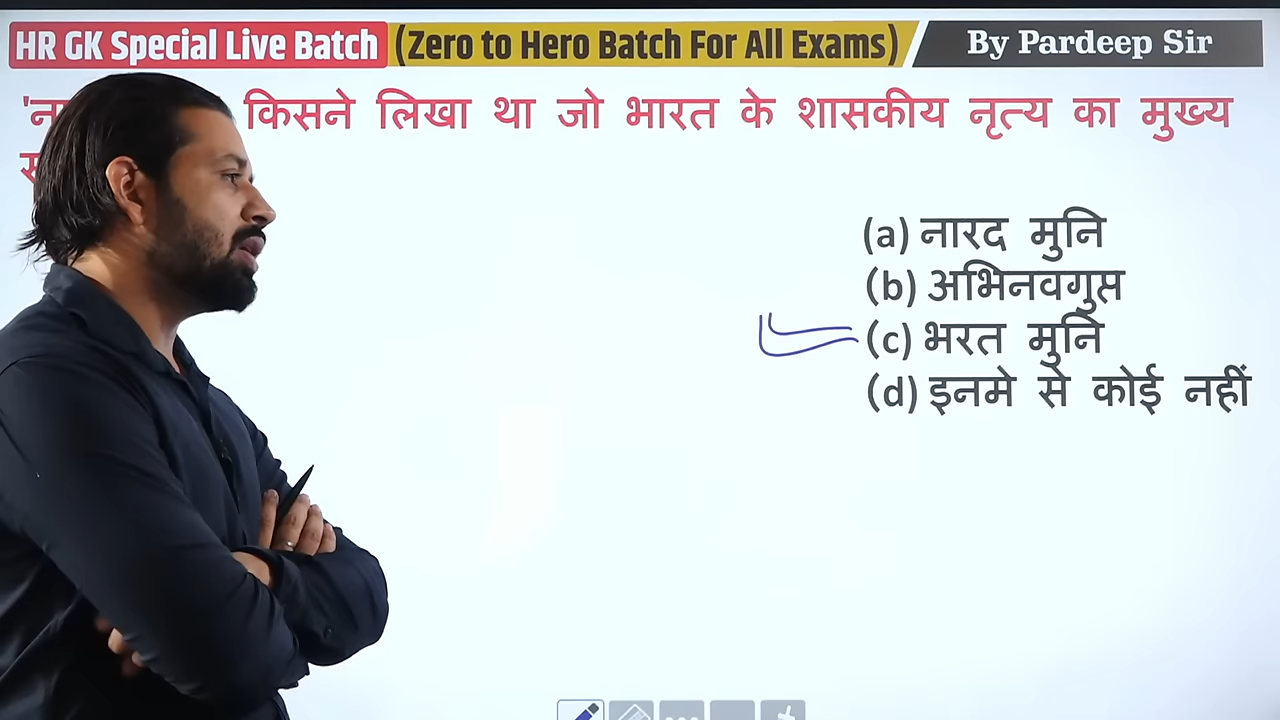 HR GK Special Live Batch (Zero to Hero Batch For All Exams) By Pardeep Sir
किसने लिखा था जो भारत के शासकीय नृत्य का मुख्य
(a) नारद मुनि
(b) अभिनवगुप्त
(c) भरत मुनि
(d) इनमे से कोई नहीं